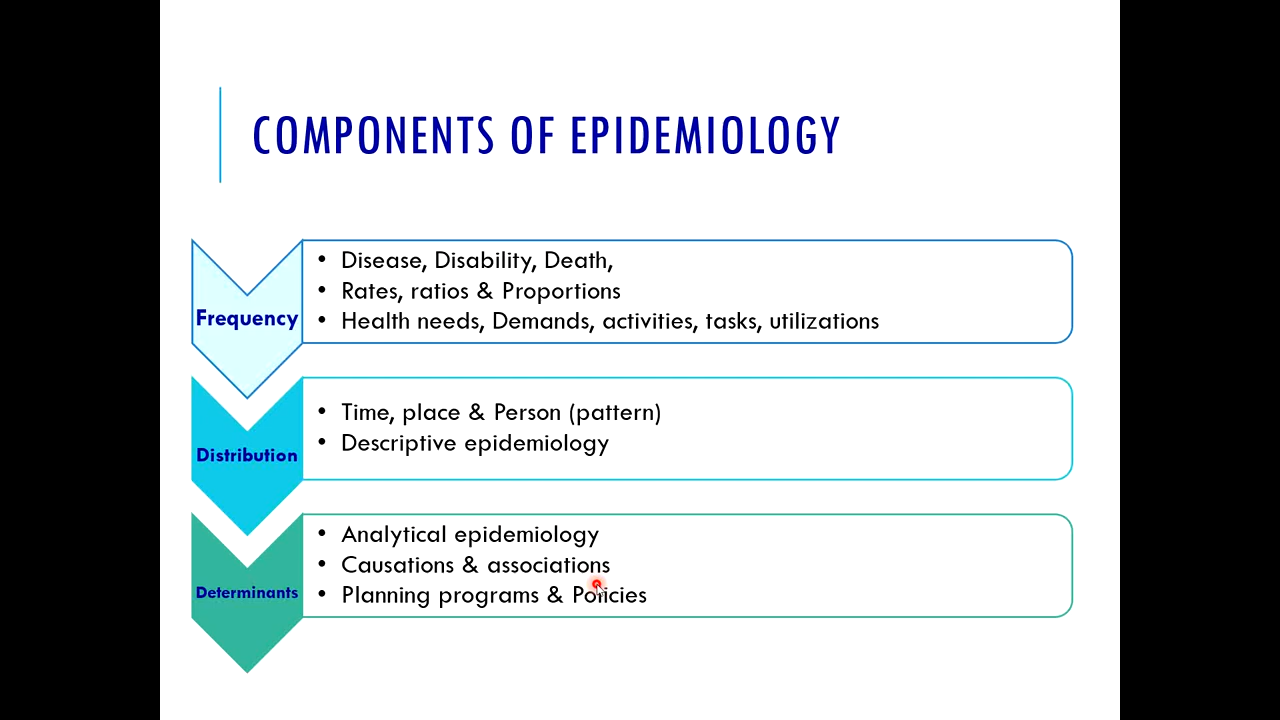 COMPONENTS OF EPIDEMIOLOGY
Frequency
• Disease, Disability, Death,
• Rates, ratios & Proportions
• Health needs, Demands, activities, tasks, utilizations
Distribution
• Time, place & Person (pattern)
• Descriptive epidemiology
Determinants
• Analytical epidemiology
• Causations & associations
• Planning programs & Policies